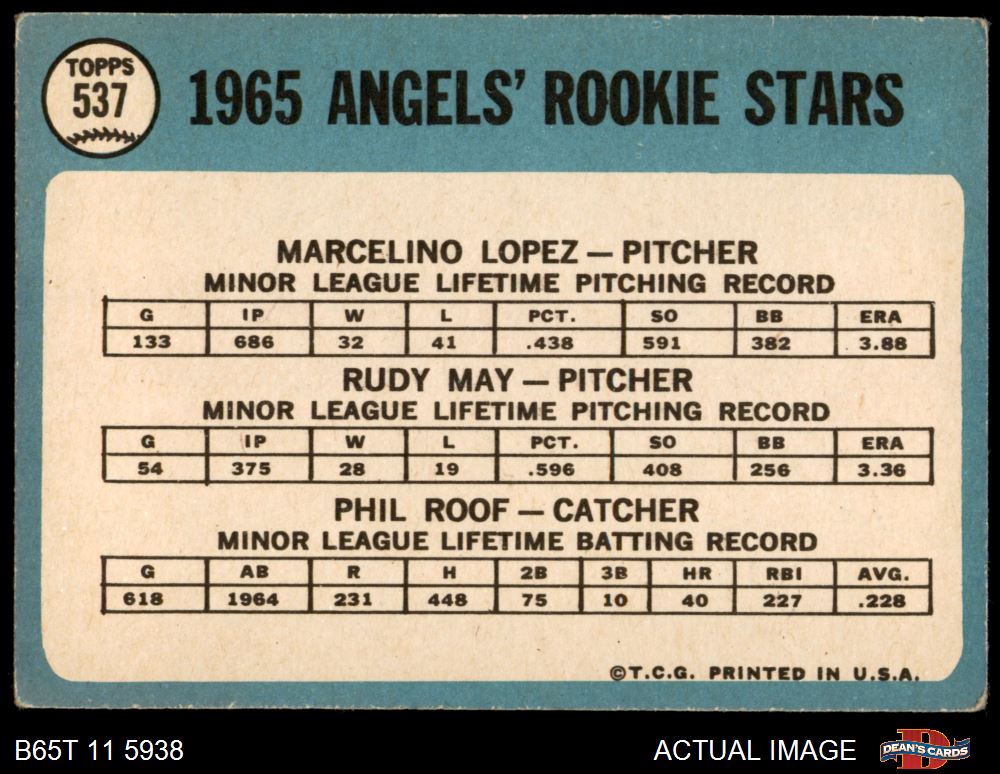 TOPPS
537
1965 ANGELS' ROOKIE STARS
MARCELINO LOPEZ — PITCHER
MINOR LEAGUE LIFETIME PITCHING RECORD
G IP W L PCT. SO BB ERA
133 686 32 41 .438 591 382 3.88
RUDY MAY — PITCHER
MINOR LEAGUE LIFETIME PITCHING RECORD
G IP W L PCT. SO BB ERA
54 375 28 19 .596 408 256 3.36
PHIL ROOF — CATCHER
MINOR LEAGUE LIFETIME BATTING RECORD
G AB R H 2B 3B HR RBI AVG.
618 1964 231 448 75 10 40 227 .228
©T.C.G. PRINTED IN U.S.A.
B65T 11 5938
ACTUAL IMAGE
D
DEAN'S CARDS